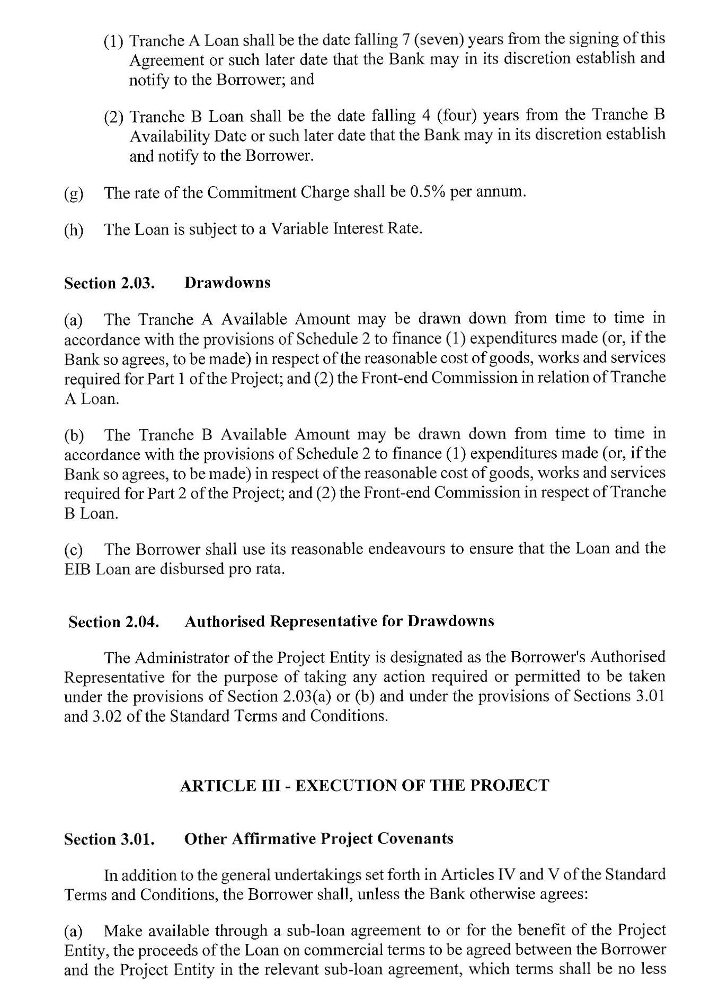 (1) Tranche A Loan shall be the date falling 7 (seven) years from the signing of this
Agreement or such later date that the Bank may in its discretion establish and
notify to the Borrower; and
(2) Tranche B Loan shall be the date falling 4 (four) years from the Tranche B
Availability Date or such later date that the Bank may in its discretion establish
and notify to the Borrower.
(g) The rate of the Commitment Charge shall be 0.5% per annum.
(h) The Loan is subject to a Variable Interest Rate.
Section 2.03. Drawdowns
(a) The Tranche A Available Amount may be drawn down from time to time in
accordance with the provisions of Schedule 2 to finance (1) expenditures made (or, if the
Bank so agrees, to be made) in respect of the reasonable cost of goods, works and services
required for Part 1 of the Project; and (2) the Front-end Commission in relation of Tranche
A Loan.
(b) The Tranche B Available Amount may be drawn down from time to time in
accordance with the provisions of Schedule 2 to finance (1) expenditures made (or, if the
Bank so agrees, to be made) in respect of the reasonable cost of goods, works and services
required for Part 2 of the Project; and (2) the Front-end Commission in respect of Tranche
B Loan.
(c) The Borrower shall use its reasonable endeavours to ensure that the Loan and the
EIB Loan are disbursed pro rata.
Section 2.04. Authorised Representative for Drawdowns
The Administrator of the Project Entity is designated as the Borrower's Authorised
Representative for the purpose of taking any action required or permitted to be taken
under the provisions of Section 2.03(a) or (b) and under the provisions of Sections 3.01
and 3.02 of the Standard Terms and Conditions.
ARTICLE III - EXECUTION OF THE PROJECT
Section 3.01. Other Affirmative Project Covenants
In addition to the general undertakings set forth in Articles IV and V of the Standard
Terms and Conditions, the Borrower shall, unless the Bank otherwise agrees:
(a) Make available through a sub-loan agreement to or for the benefit of the Project
Entity, the proceeds of the Loan on commercial terms to be agreed between the Borrower
and the Project Entity in the relevant sub-loan agreement, which terms shall be no less